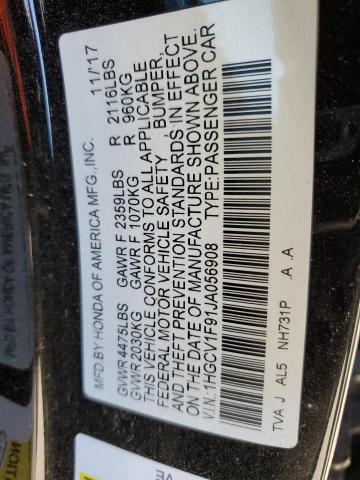 MFD BY HONDA OF AMERICA MFG.,INC. 11/17
GVWR 4475LBS GAWR F 2359LBS R 2116LBS
GVWR 2030KG GAWR F 1070KG R 960KG
THIS VEHICLE CONFORMS TO ALL APPLICABLE
FEDERAL MOTOR VEHICLE SAFETY , BUMPER,
AND THEFT PREVENTION STANDARDS IN EFFECT
ON THE DATE OF MANUFACTURE SHOWN ABOVE.
V.I.N.:1HGCV1F91JA056908 TYPE:PASSENGER CAR
TVA J AL5 NH731P .A .A